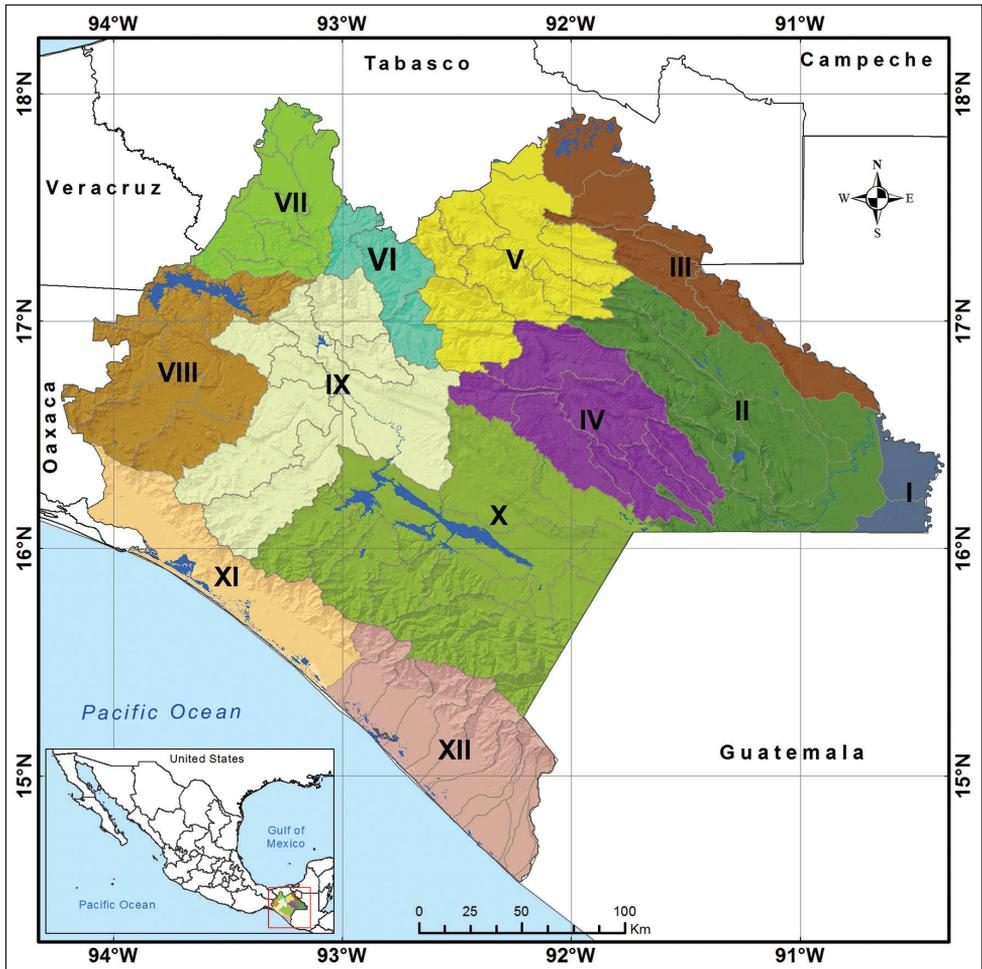 94°W 93°W 92°W 91°W
Tabasco
Campeche
18°N 18°N
Veracruz
N
W E
S
VII
VI
V
III
17°N 17°N
VIII
IX
Oaxaca
IV
II
I
X
16°N 16°N
XI
Pacific Ocean
XII
Guatemala
15°N 15°N
United States
Gulf of
Mexico
Pacific Ocean
0 25 50 100
Km
94°W 93°W 92°W 91°W